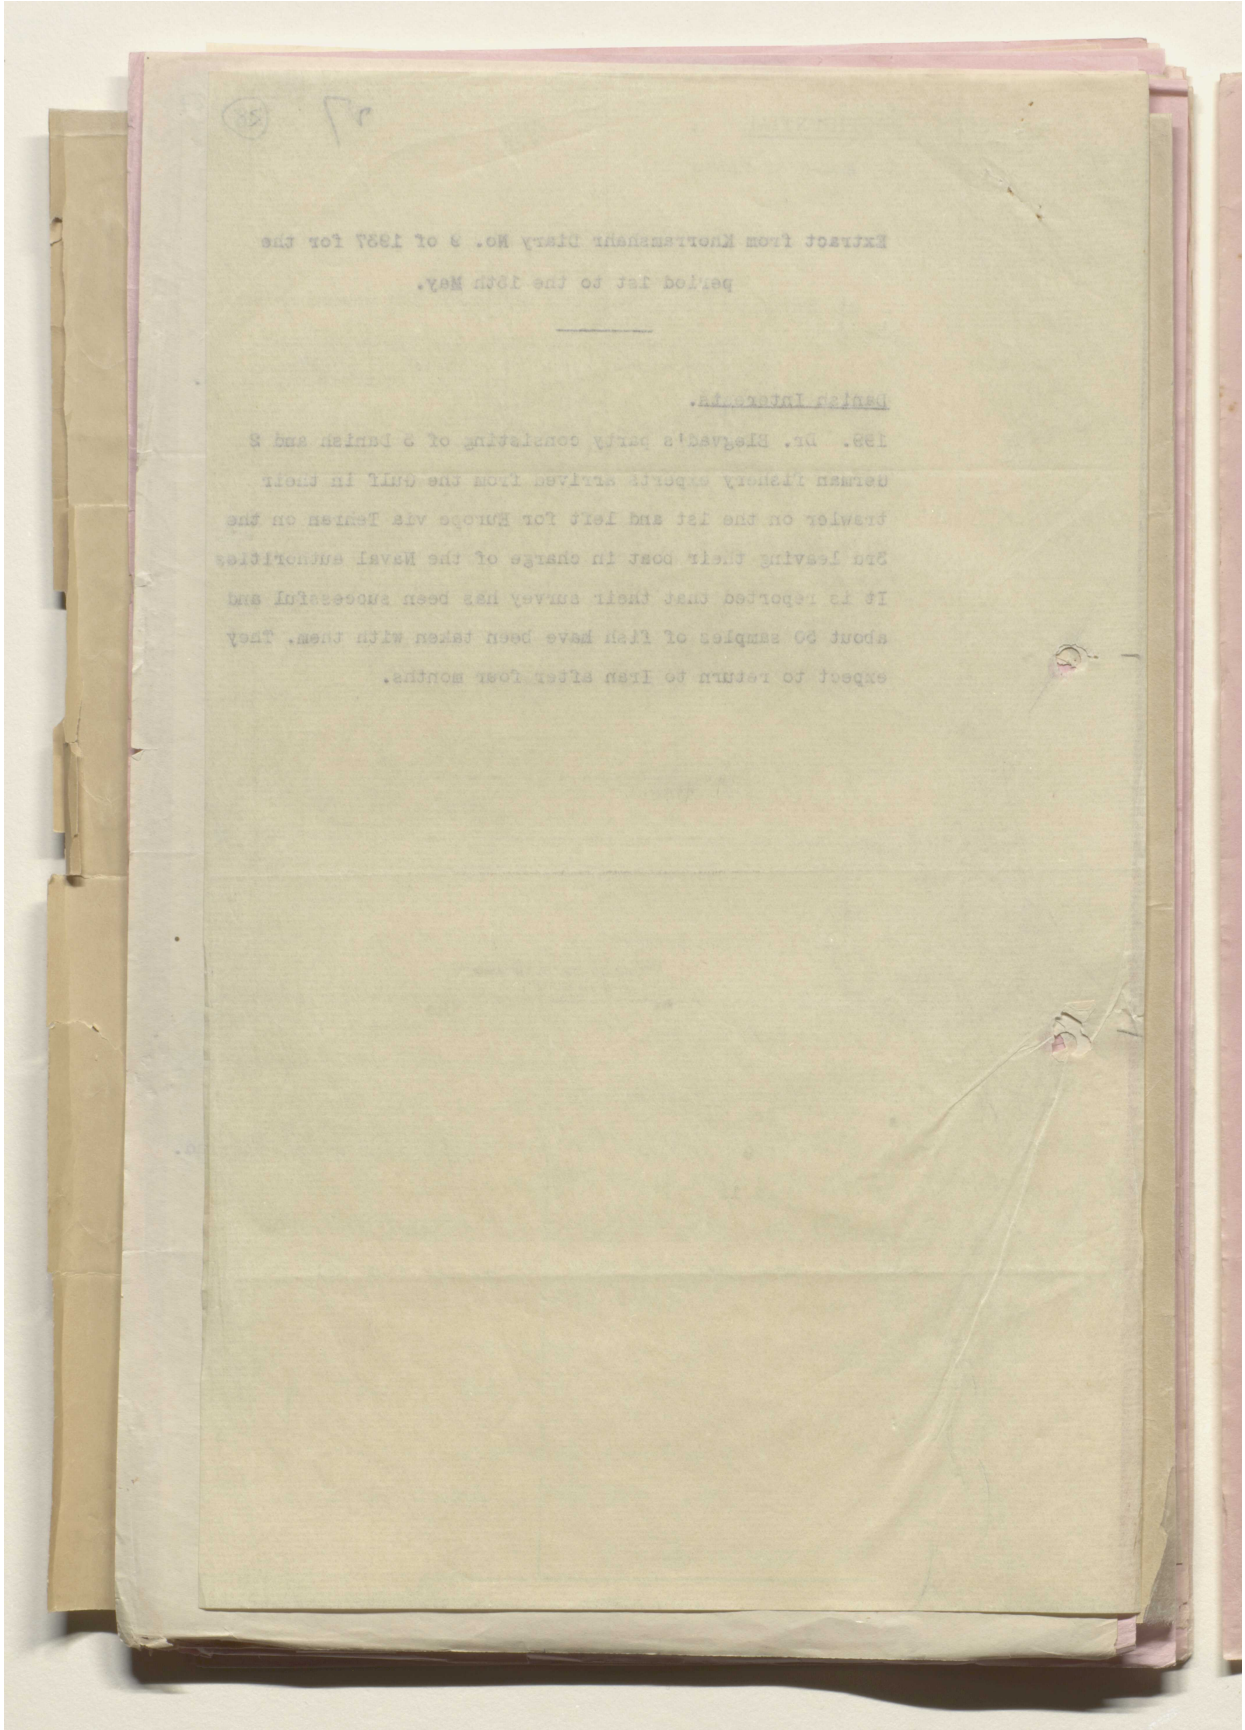 27
28
Extract from Khorramshahr Diary No. 9 of 1937 for the
period 1st to the 15th May.
Danish Interests.
199. Dr. Blegvad's party consisting of 5 Danish and 2
German fishery experts arrived from the Gulf in their
trawler on the 1st and left for Europe via Tehran on the
3rd leaving their boat in charge of the Naval authorities
It is reported that their survey has been successful and
about 50 samples of fish have been taken with them. They
expect to return to Iran after four months.